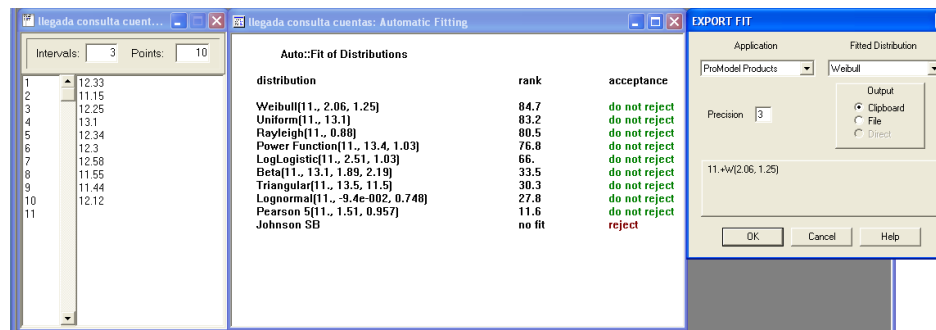 llegada consulta cuent...
Intervals: 3 Points: 10
1 12.33
2 11.15
3 12.25
4 13.1
5 12.34
6 12.3
7 12.58
8 11.55
9 11.44
10 12.12
11
llegada consulta cuentas: Automatic Fitting
Auto::Fit of Distributions
distribution rank acceptance
Weibull(11., 2.06, 1.25) 84.7 do not reject
Uniform(11., 13.1) 83.2 do not reject
Rayleigh(11., 0.88) 80.5 do not reject
Power Function(11., 13.4, 1.03) 76.8 do not reject
LogLogistic(11., 2.51, 1.03) 66. do not reject
Beta(11., 13.1, 1.89, 2.19) 33.5 do not reject
Triangular(11., 13.5, 11.5) 30.3 do not reject
Lognormal(11., -9.4e-002, 0.748) 27.8 do not reject
Pearson 5(11., 1.51, 0.957) 11.6 do not reject
Johnson SB no fit reject
EXPORT FIT
Application Fitted Distribution
ProModel Products Weibull
Output
Precision 3
Clipboard
File
Direct
11.+W(2.06, 1.25)
OK Cancel Help